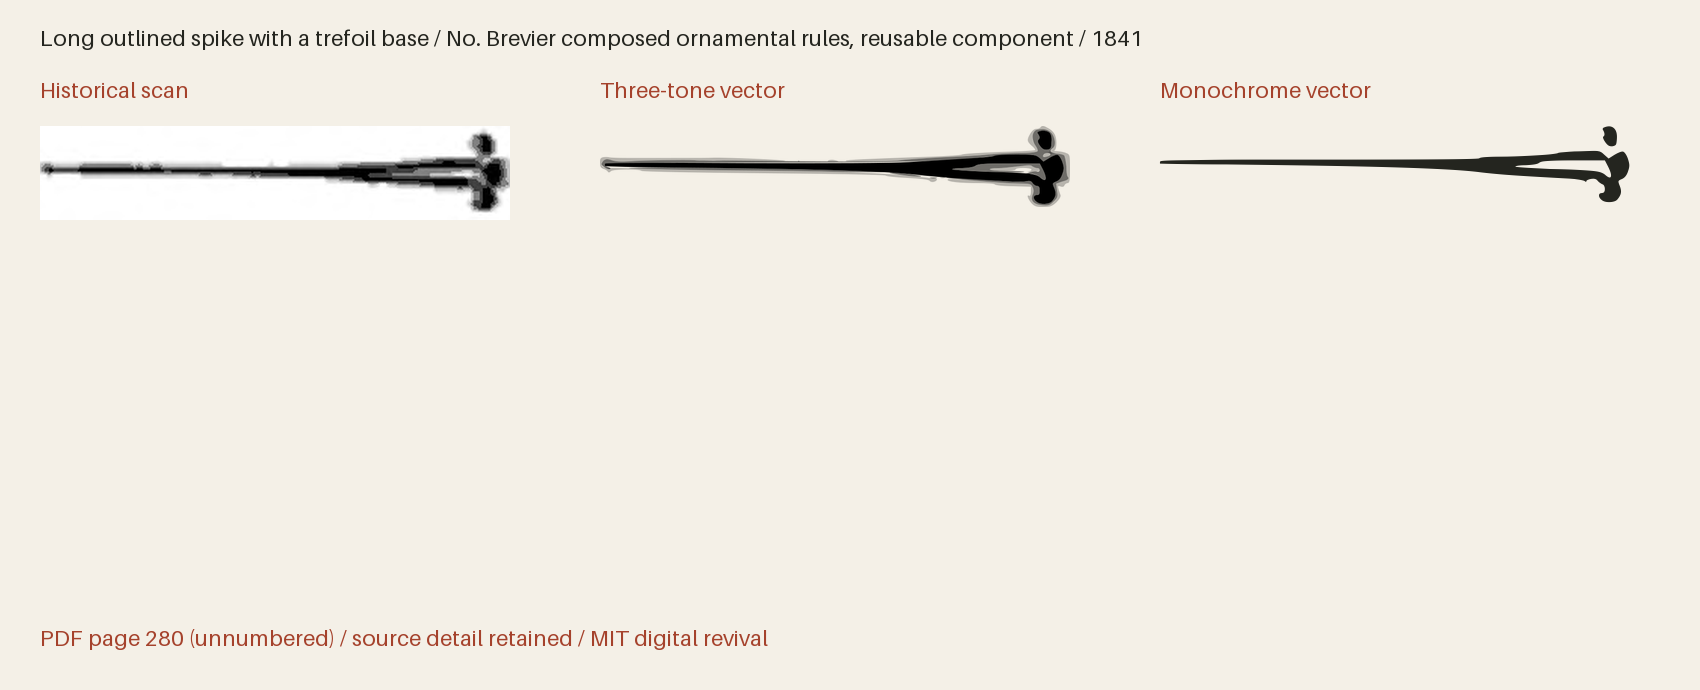 Long outlined spike with a trefoil base / No. Brevier composed ornamental rules, reusable component / 1841
Historical scan
Three-tone vector
Monochrome vector
PDF page 280 (unnumbered) / source detail retained / MIT digital revival